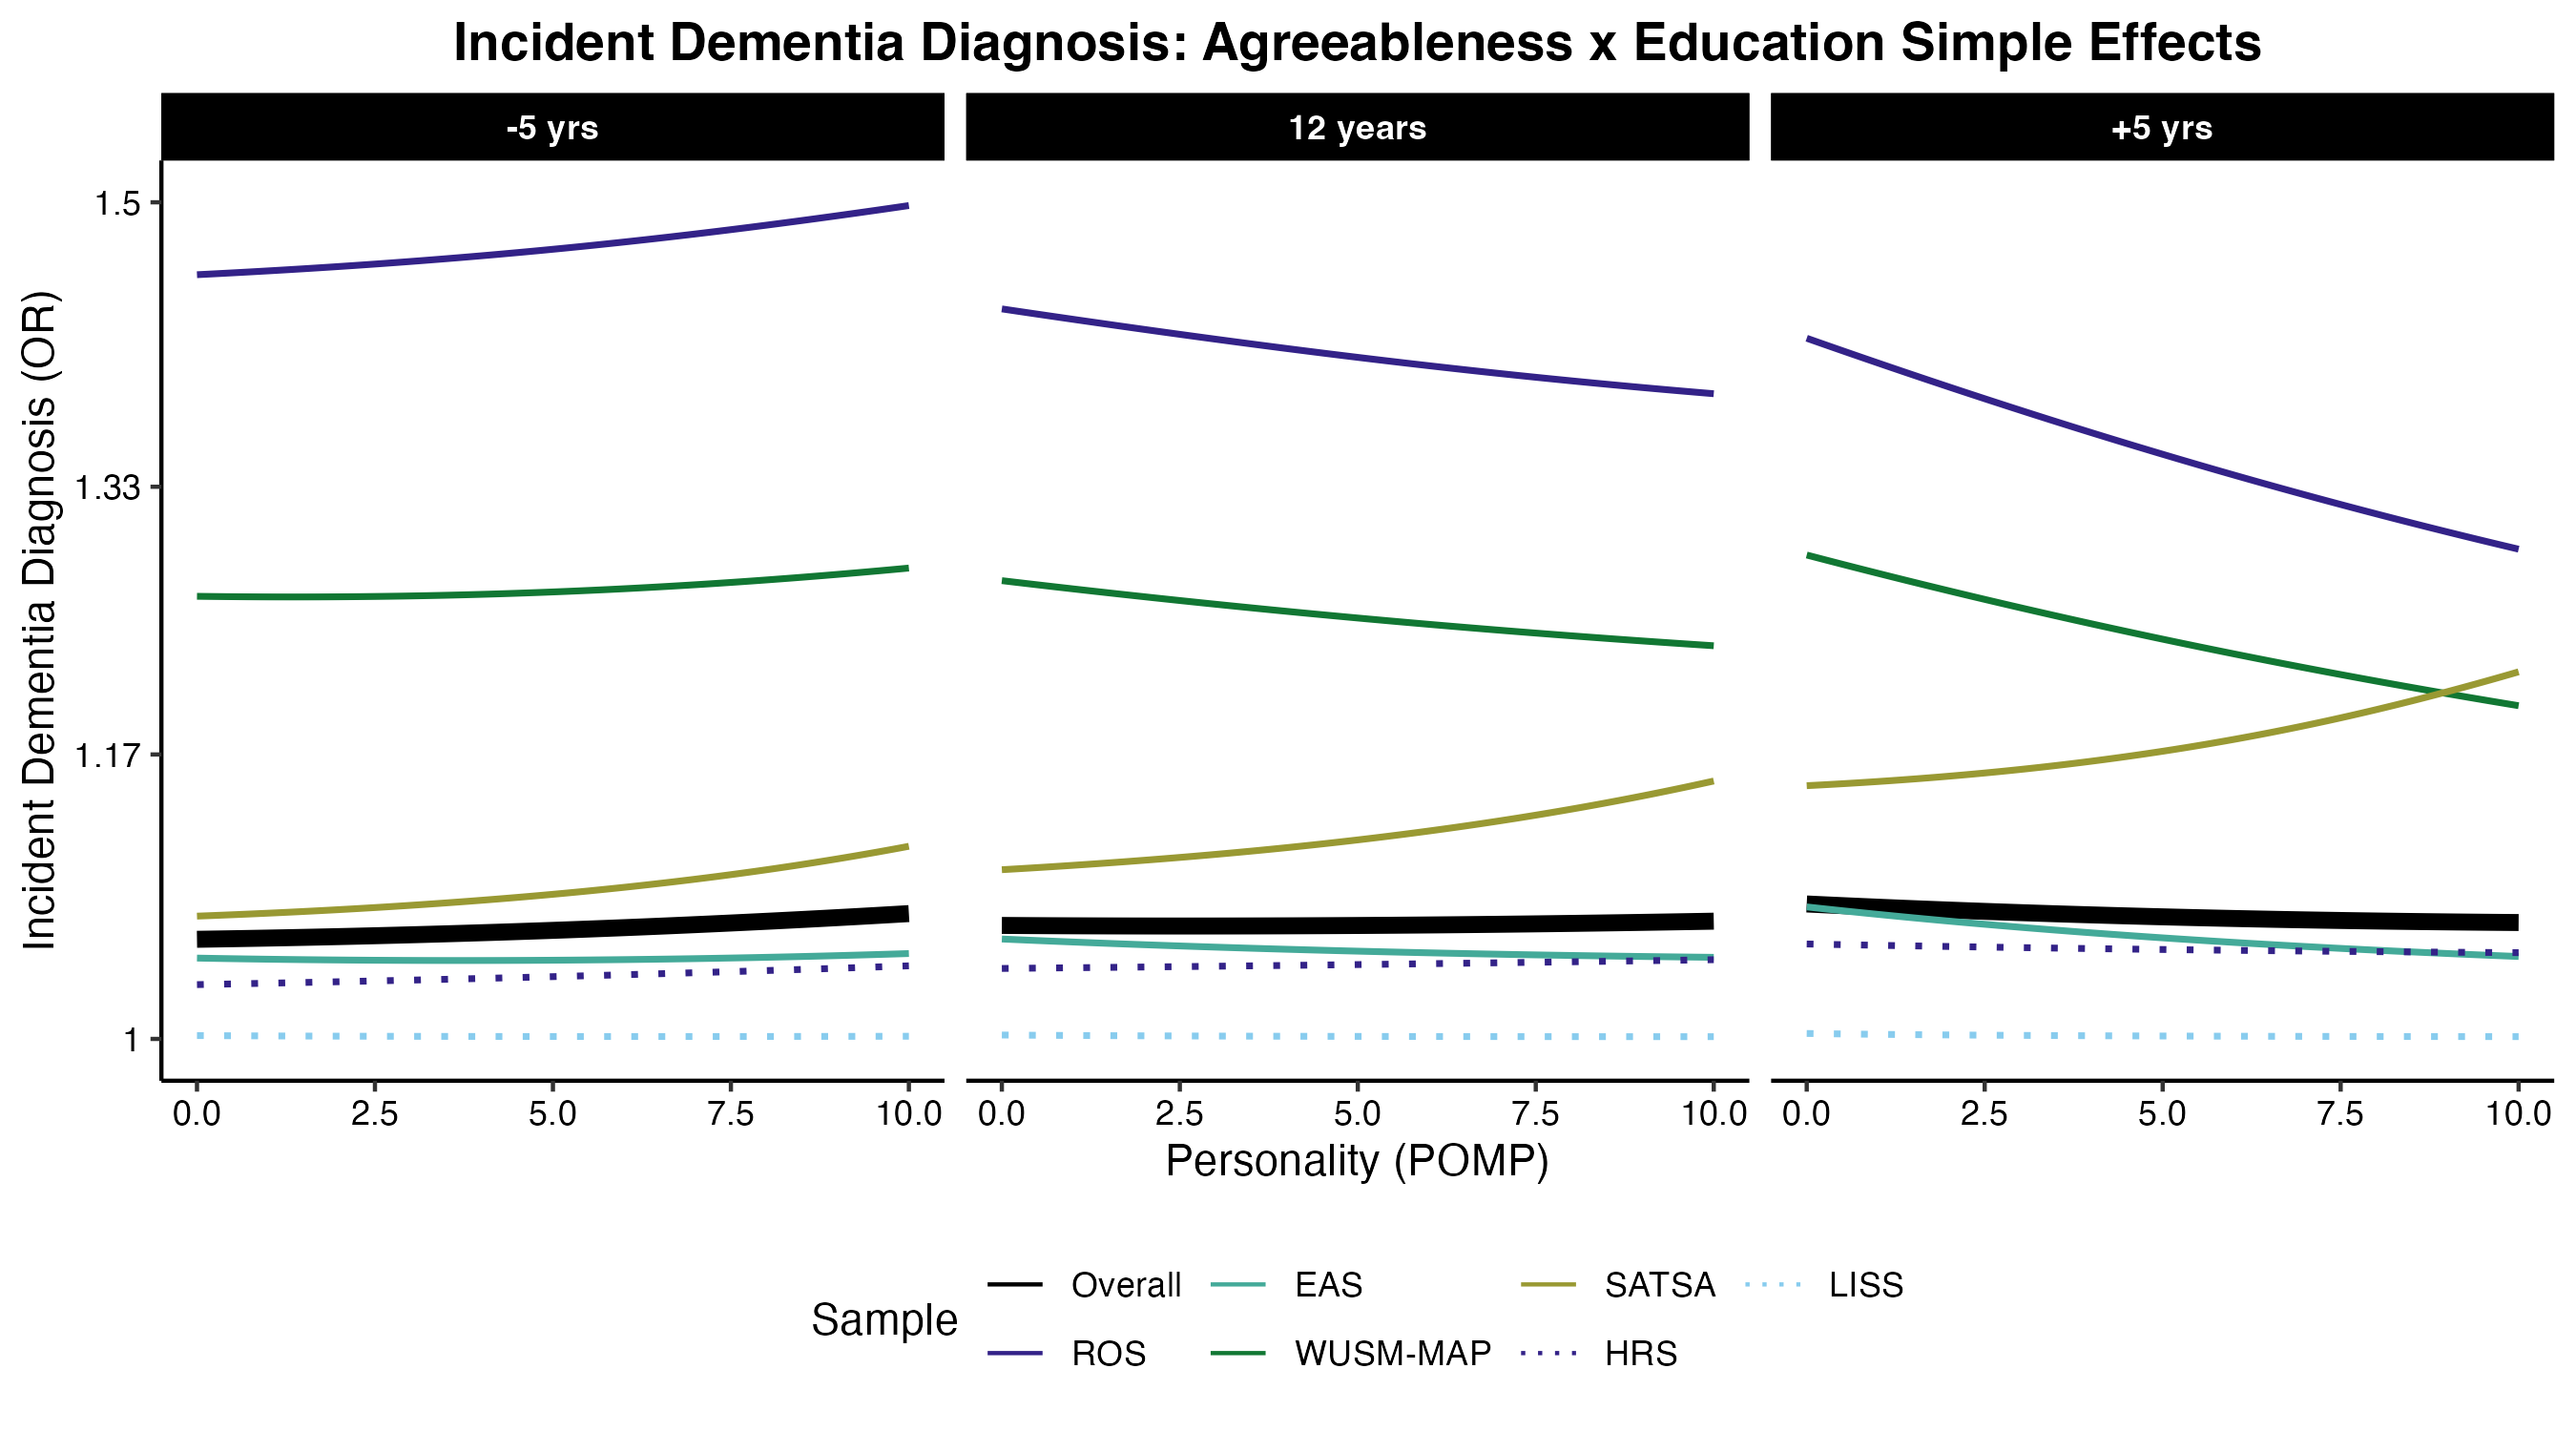 Incident Dementia Diagnosis: Agreeableness x Education Simple Effects
-5 yrs 12 years +5 yrs
Incident Dementia Diagnosis (OR)
1.5
1.33
1.17
1
0.0 2.5 5.0 7.5 10.0 0.0 2.5 5.0 7.5 10.0 0.0 2.5 5.0 7.5 10.0
Personality (POMP)
Sample
Overall EAS SATSA LISS
ROS WUSM-MAP HRS